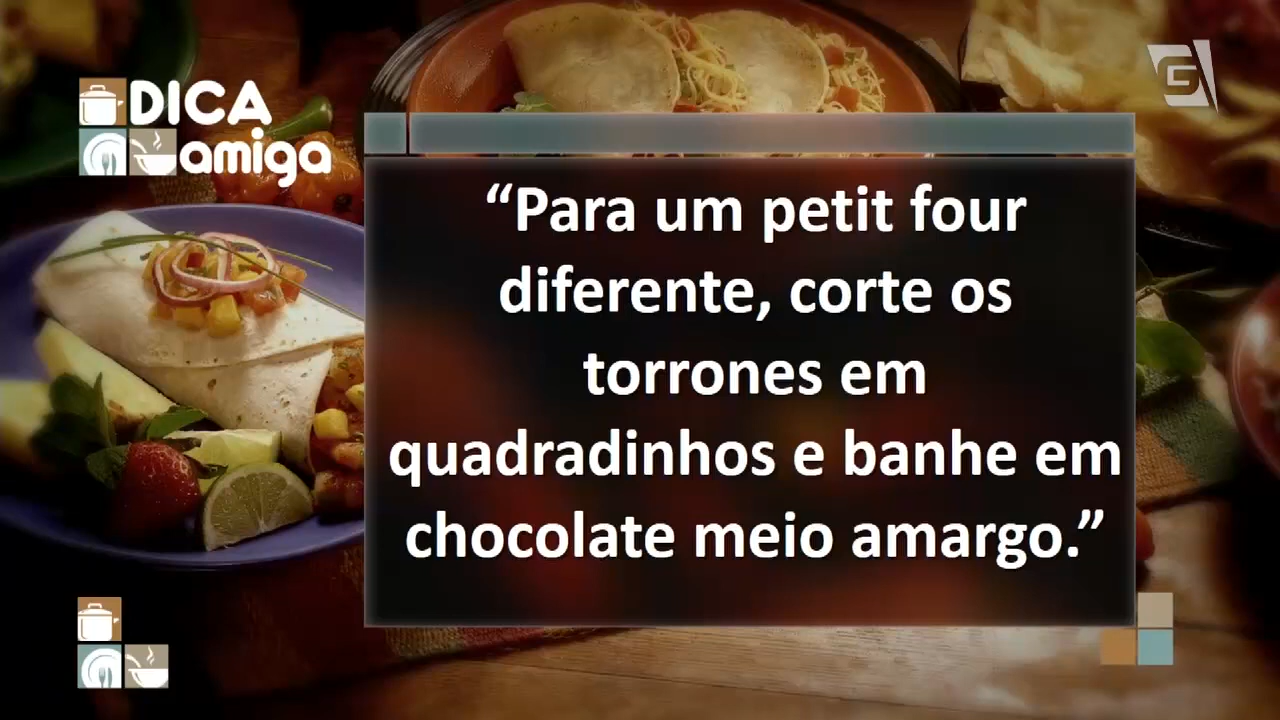 DICA
amiga
“Para um petit four
diferente, corte os
torrones em
quadradinhos e banhe em
chocolate meio amargo.”
G